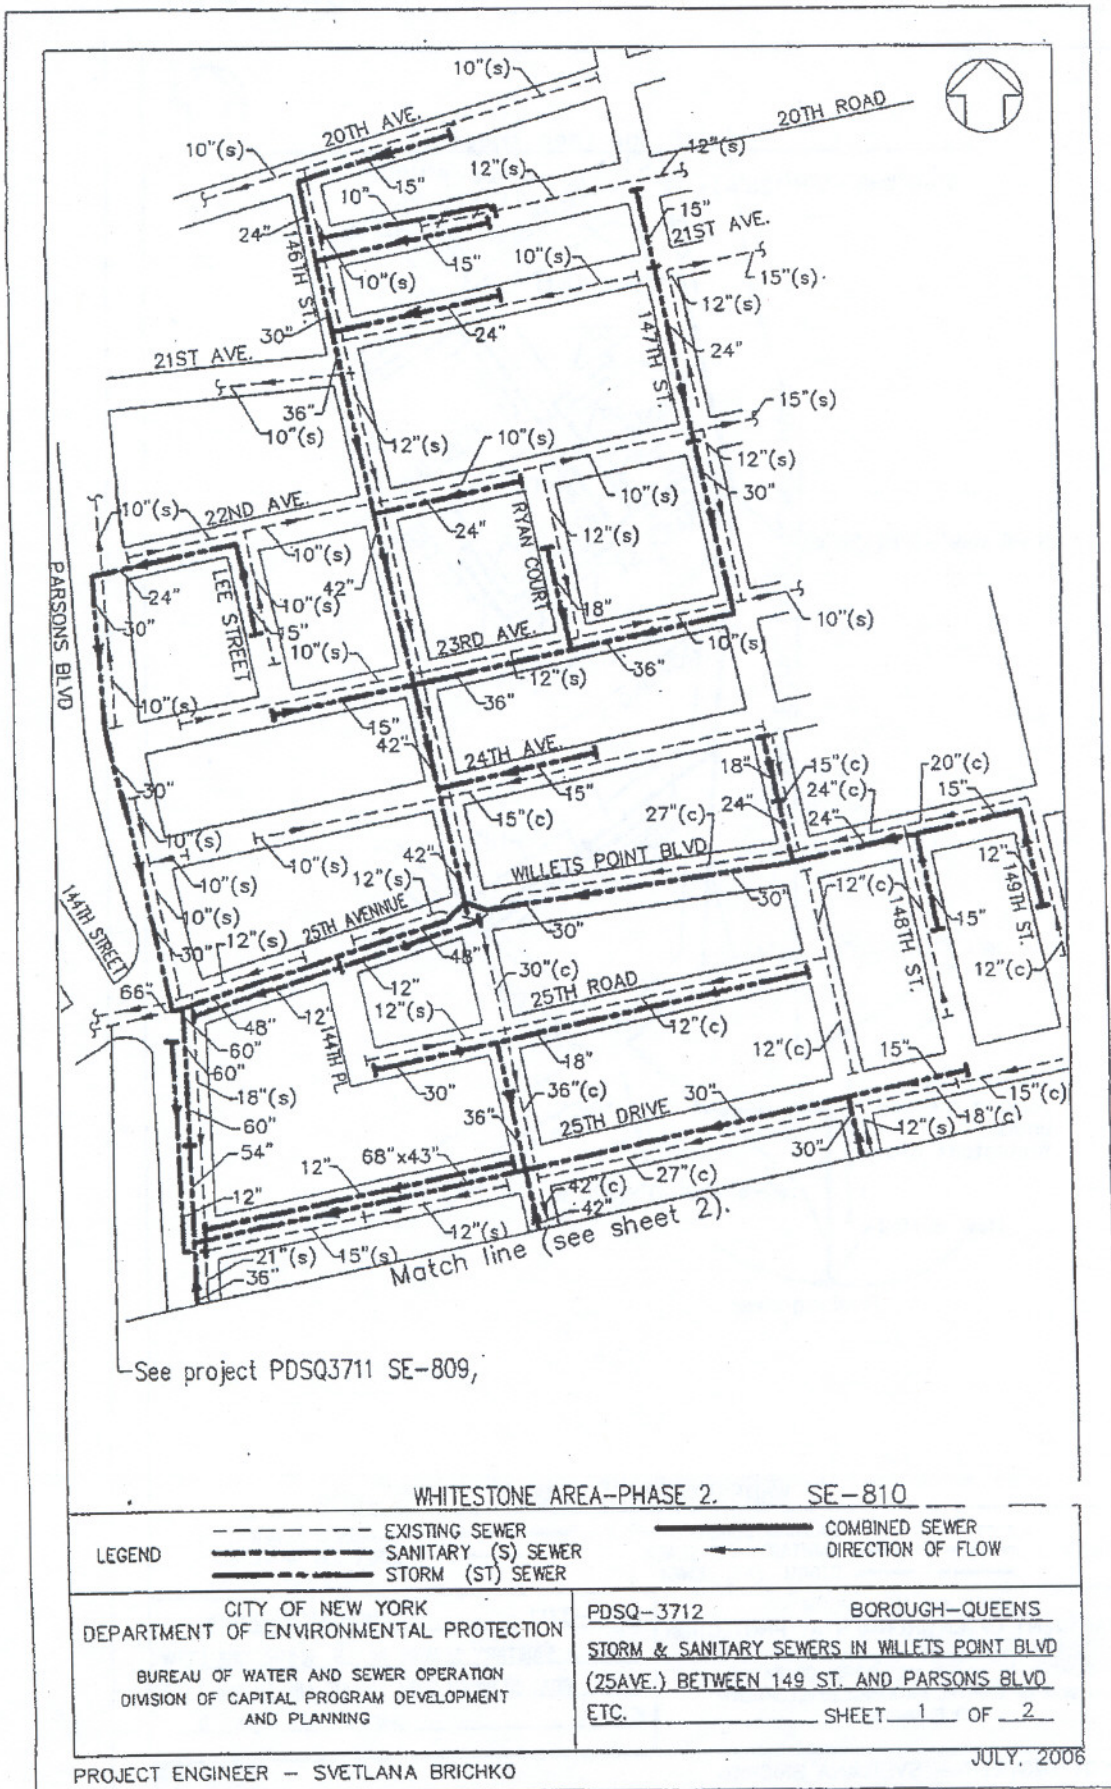 10"(s)
20TH AVE.
20TH ROAD
10"(s)
15"
12"(s)
12"(s)
10"
24"
15"
21ST AVE.
146TH ST.
15"
10"(s)
10"(s)
15"(s)
12"(s)
30"
24"
147TH ST.
24"
21ST AVE.
36"
10"(s)
12"(s)
15"(s)
10"(s)
12"(s)
30"
10"(s)
22ND AVE.
10"(s)
24"
RYAN COURT
12"(s)
10"(s)
PARSONS BLVD
24"
LEE STREET
42"
10"(s)
30"
15"
18"
10"(s)
23RD AVE.
10"(s)
10"(s)
12"(s)
36"
36"
10"(s)
15"
42"
24TH AVE.
15"
18"
15"(c)
20"(c)
24"(c)
15"
30"
10"(s)
15"(c)
27"(c)
24"
24"
10"(s)
42"
WILLETS POINT BLVD
12"
149TH ST.
10"(s)
12"(s)
12"(c)
148TH ST.
15"
144TH STREET
10"(s)
25TH AVENNUE
30"
30"
12"(s)
30"
48"
12"(c)
30"(c)
25TH ROAD
66"
48"
12"
12"
12"(s)
144TH PL
12"(c)
12"(c)
60"
60"
18"(s)
30"
18"
36"(c)
15"
15"(c)
60"
36"
25TH DRIVE
30"
18"(c)
54"
12"
68"x43"
30"
12"(s)
12"
42"(c)
27"(c)
42"
12"(s)
21"(s)
15"(s)
36"
Match line (see sheet 2).
See project PDSQ3711 SE-809,
WHITESTONE AREA-PHASE 2. SE-810
LEGEND
EXISTING SEWER
SANITARY (S) SEWER
STORM (ST) SEWER
COMBINED SEWER
DIRECTION OF FLOW
CITY OF NEW YORK
DEPARTMENT OF ENVIRONMENTAL PROTECTION
BUREAU OF WATER AND SEWER OPERATION
DIVISION OF CAPITAL PROGRAM DEVELOPMENT
AND PLANNING
PDSQ-3712 BOROUGH-QUEENS
STORM & SANITARY SEWERS IN WILLETS POINT BLVD
(25AVE.) BETWEEN 149 ST. AND PARSONS BLVD
ETC. SHEET 1 OF 2
JULY, 2006
PROJECT ENGINEER - SVETLANA BRICHKO